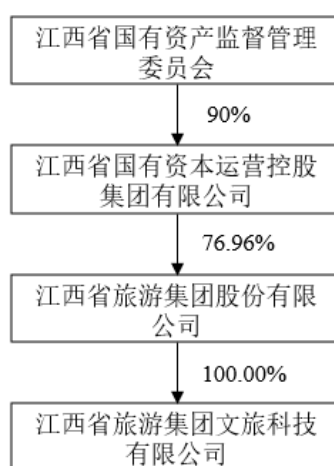 江西省国有资产监督管理
委员会
90%
江西省国有资本运营控股
集团有限公司
76.96%
江西省旅游集团股份有限
公司
100.00%
江西省旅游集团文旅科技
有限公司